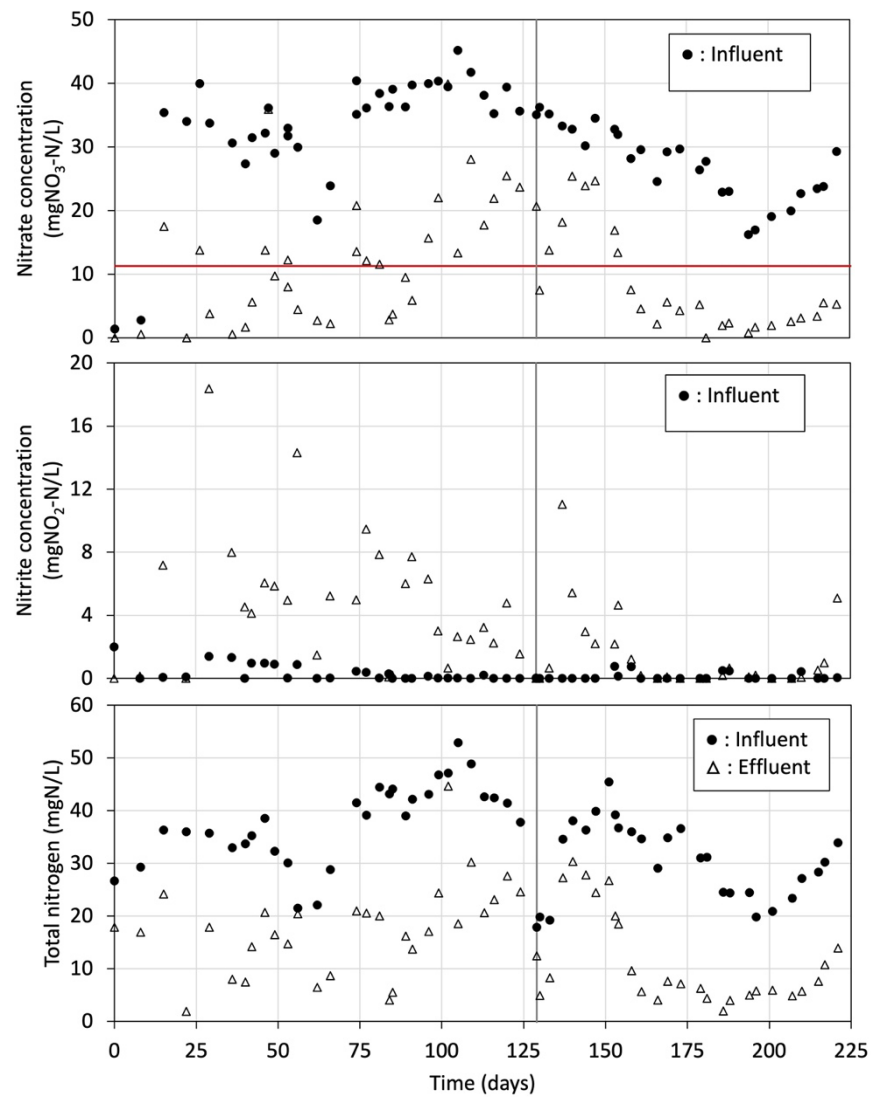 Nitrate concentration
(mgNO₃-N/L)
50
40
30
20
10
0
● : Influent
Nitrite concentration
(mgNO₂-N/L)
20
16
12
8
4
0
● : Influent
Total nitrogen (mgN/L)
60
50
40
30
20
10
0
● : Influent
△ : Effluent
0 25 50 75 100 125 150 175 200 225
Time (days)